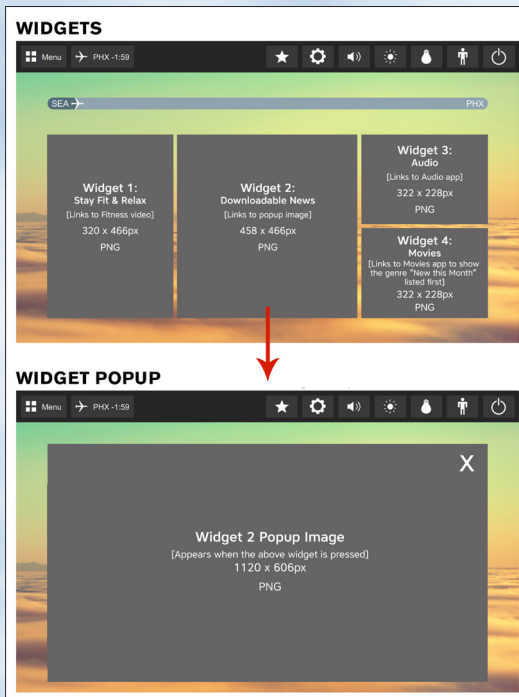 WIDGETS
Menu PHX -1:59
SEA PHX
Widget 1:
Stay Fit & Relax
[Links to Fitness video]
320 x 466px
PNG
Widget 2:
Downloadable News
[Links to popup image]
458 x 466px
PNG
Widget 3:
Audio
[Links to Audio app]
322 x 228px
PNG
Widget 4:
Movies
[Links to Movies app to show
the genre "New this Month"
listed first]
322 x 228px
PNG
WIDGET POPUP
Menu PHX -1:59
X
Widget 2 Popup Image
[Appears when the above widget is pressed]
1120 x 606px
PNG